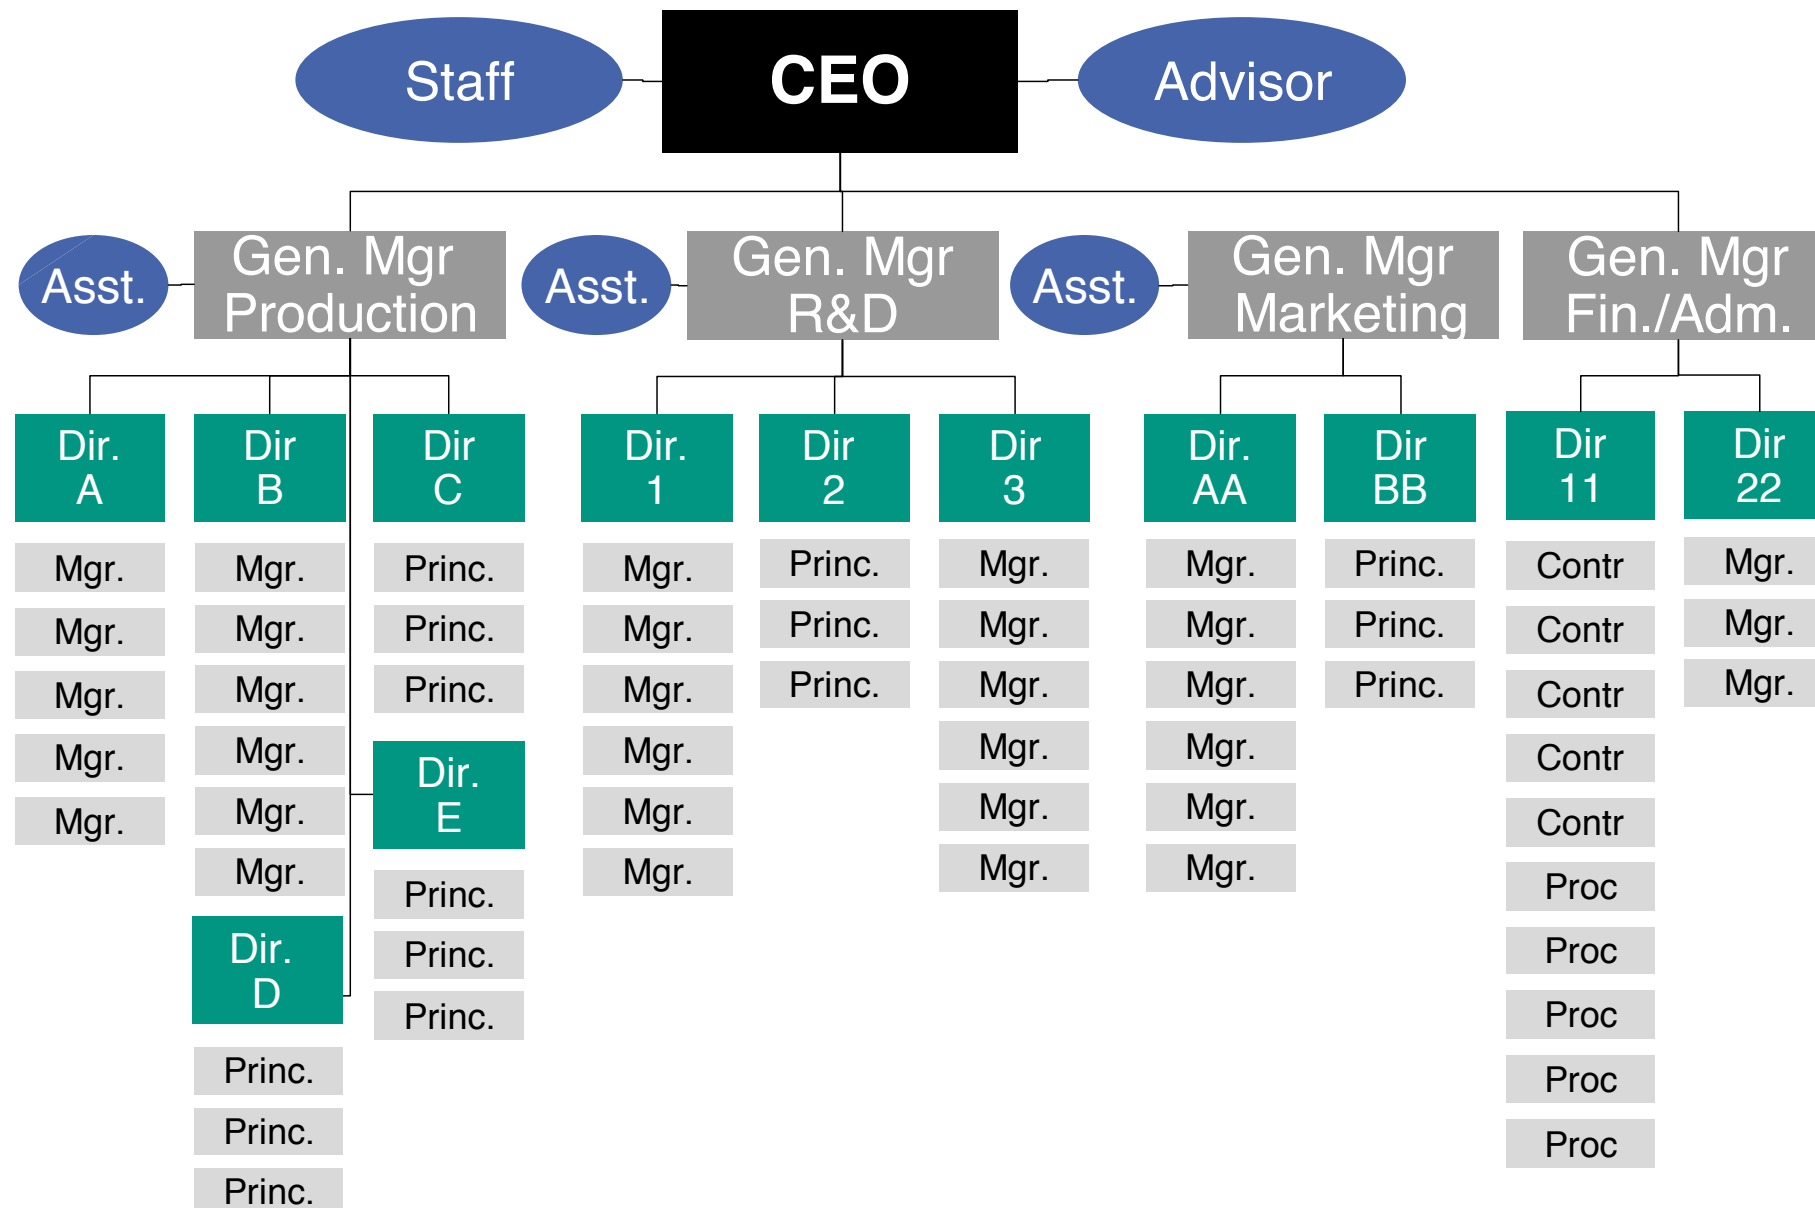 Staff
CEO
Advisor
Asst.
Gen. Mgr
Production
Asst.
Gen. Mgr
R&D
Asst.
Gen. Mgr
Marketing
Gen. Mgr
Fin./Adm.
Dir.
A
Mgr.
Mgr.
Mgr.
Mgr.
Mgr.
Dir
B
Mgr.
Mgr.
Mgr.
Mgr.
Mgr.
Mgr.
Dir.
D
Princ.
Princ.
Princ.
Dir
C
Princ.
Princ.
Princ.
Dir.
E
Princ.
Princ.
Princ.
Dir.
1
Mgr.
Mgr.
Mgr.
Mgr.
Mgr.
Mgr.
Dir
2
Princ.
Princ.
Princ.
Dir
3
Mgr.
Mgr.
Mgr.
Mgr.
Mgr.
Mgr.
Dir.
AA
Mgr.
Mgr.
Mgr.
Mgr.
Mgr.
Mgr.
Dir
BB
Princ.
Princ.
Princ.
Dir
11
Contr
Contr
Contr
Contr
Contr
Proc
Proc
Proc
Proc
Proc
Dir
22
Mgr.
Mgr.
Mgr.